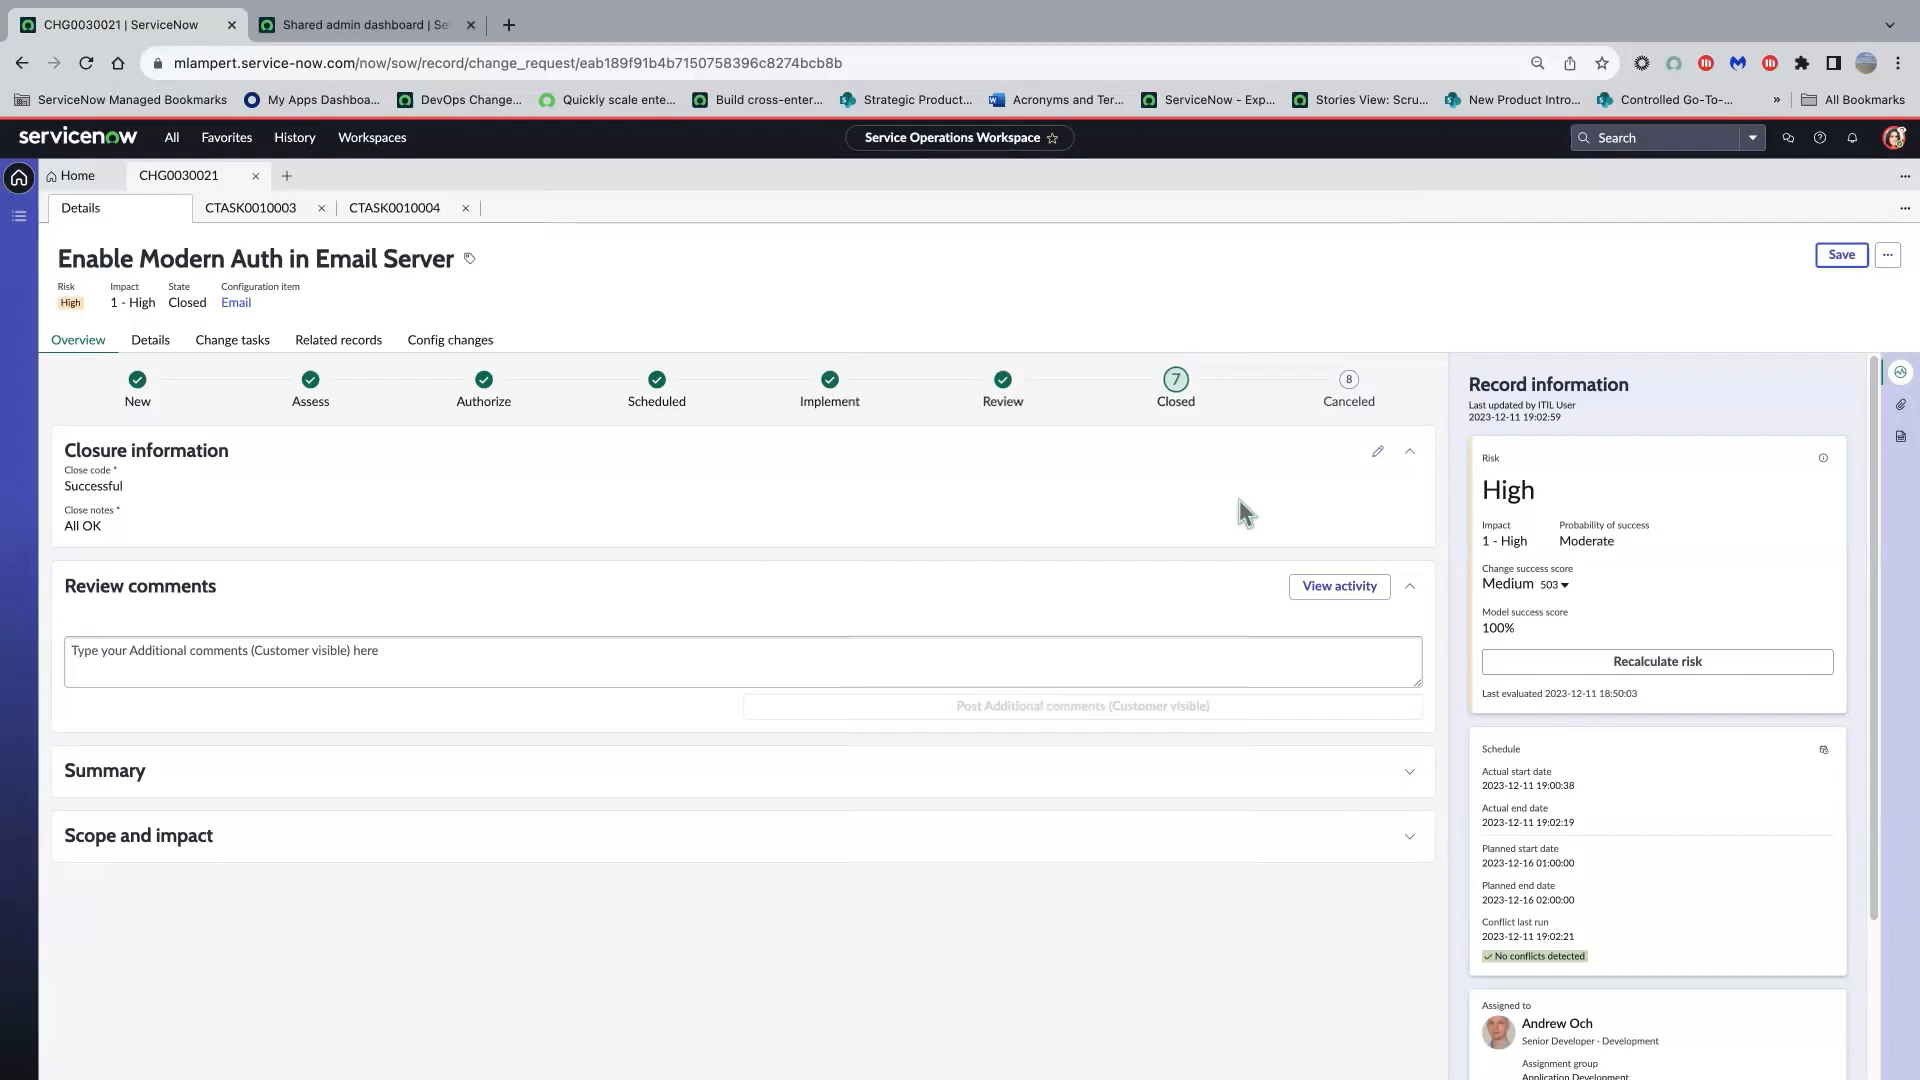 CHG0030021 | ServiceNow
Shared admin dashboard | Se
mlampert.service-now.com/now/sow/record/change_request/eab189f91b4b7150758396c8274bcb8b
ServiceNow Managed Bookmarks
My Apps Dashboa...
DevOps Change...
Quickly scale ente...
Build cross-enter...
Strategic Product...
Acronyms and Ter...
ServiceNow - Exp...
Stories View: Scru...
New Product Intro...
Controlled Go-To-...
»
All Bookmarks
servicenow
All
Favorites
History
Workspaces
Service Operations Workspace
Search
Home
CHG0030021
Details
CTASK0010003
CTASK0010004
Enable Modern Auth in Email Server
Save
Risk
High
Impact
1 - High
State
Closed
Configuration item
Email
Overview
Details
Change tasks
Related records
Config changes
New
Assess
Authorize
Scheduled
Implement
Review
7
Closed
8
Canceled
Closure information
Close code *
Successful
Close notes *
All OK
Review comments
View activity
Type your Additional comments (Customer visible) here
Post Additional comments (Customer visible)
Summary
Scope and impact
Record information
Last updated by ITIL User
2023-12-11 19:02:59
Risk
High
Impact
1 - High
Probability of success
Moderate
Change success score
Medium 503
Model success score
100%
Recalculate risk
Last evaluated 2023-12-11 18:50:03
Schedule
Actual start date
2023-12-11 19:00:38
Actual end date
2023-12-11 19:02:19
Planned start date
2023-12-16 01:00:00
Planned end date
2023-12-16 02:00:00
Conflict last run
2023-12-11 19:02:21
No conflicts detected
Assigned to
Andrew Och
Senior Developer · Development
Assignment group
Application Development